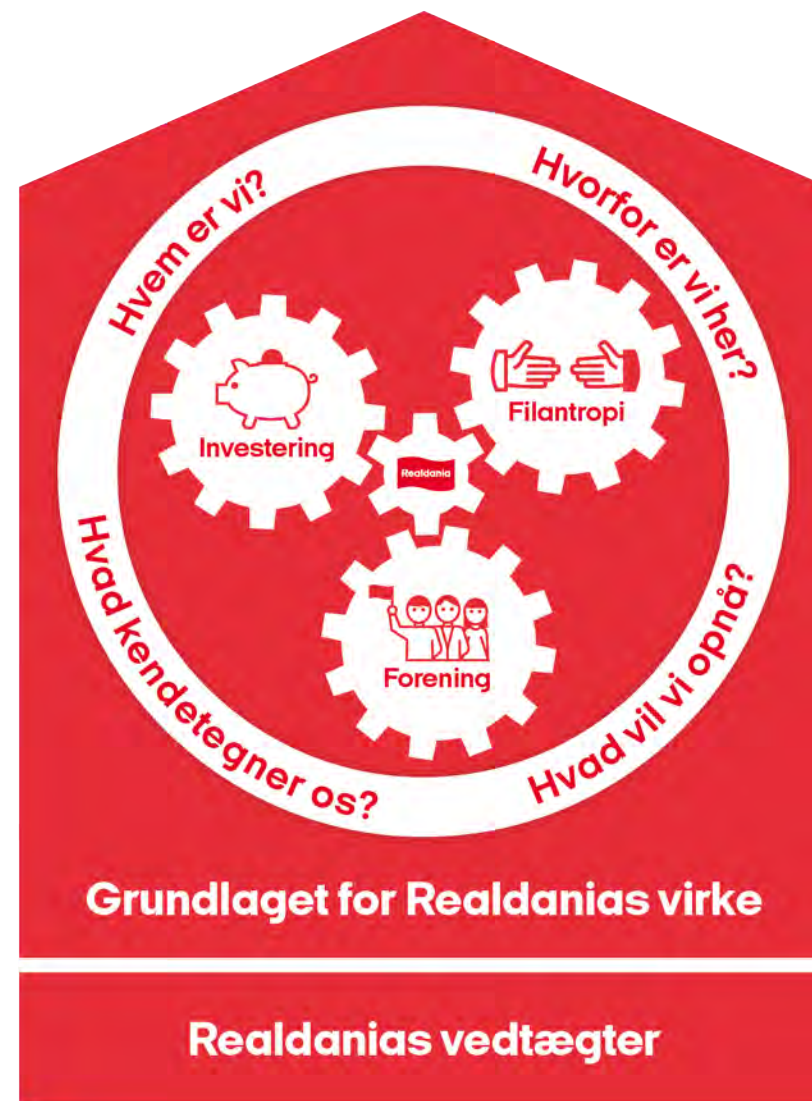 Hvem er vi?
Hvorfor er vi her?
Investering
Filantropi
Realdania
Forening
Hvad kendetegner os?
Hvad vil vi opnå?
Grundlaget for Realdanias virke
Realdanias vedtægter